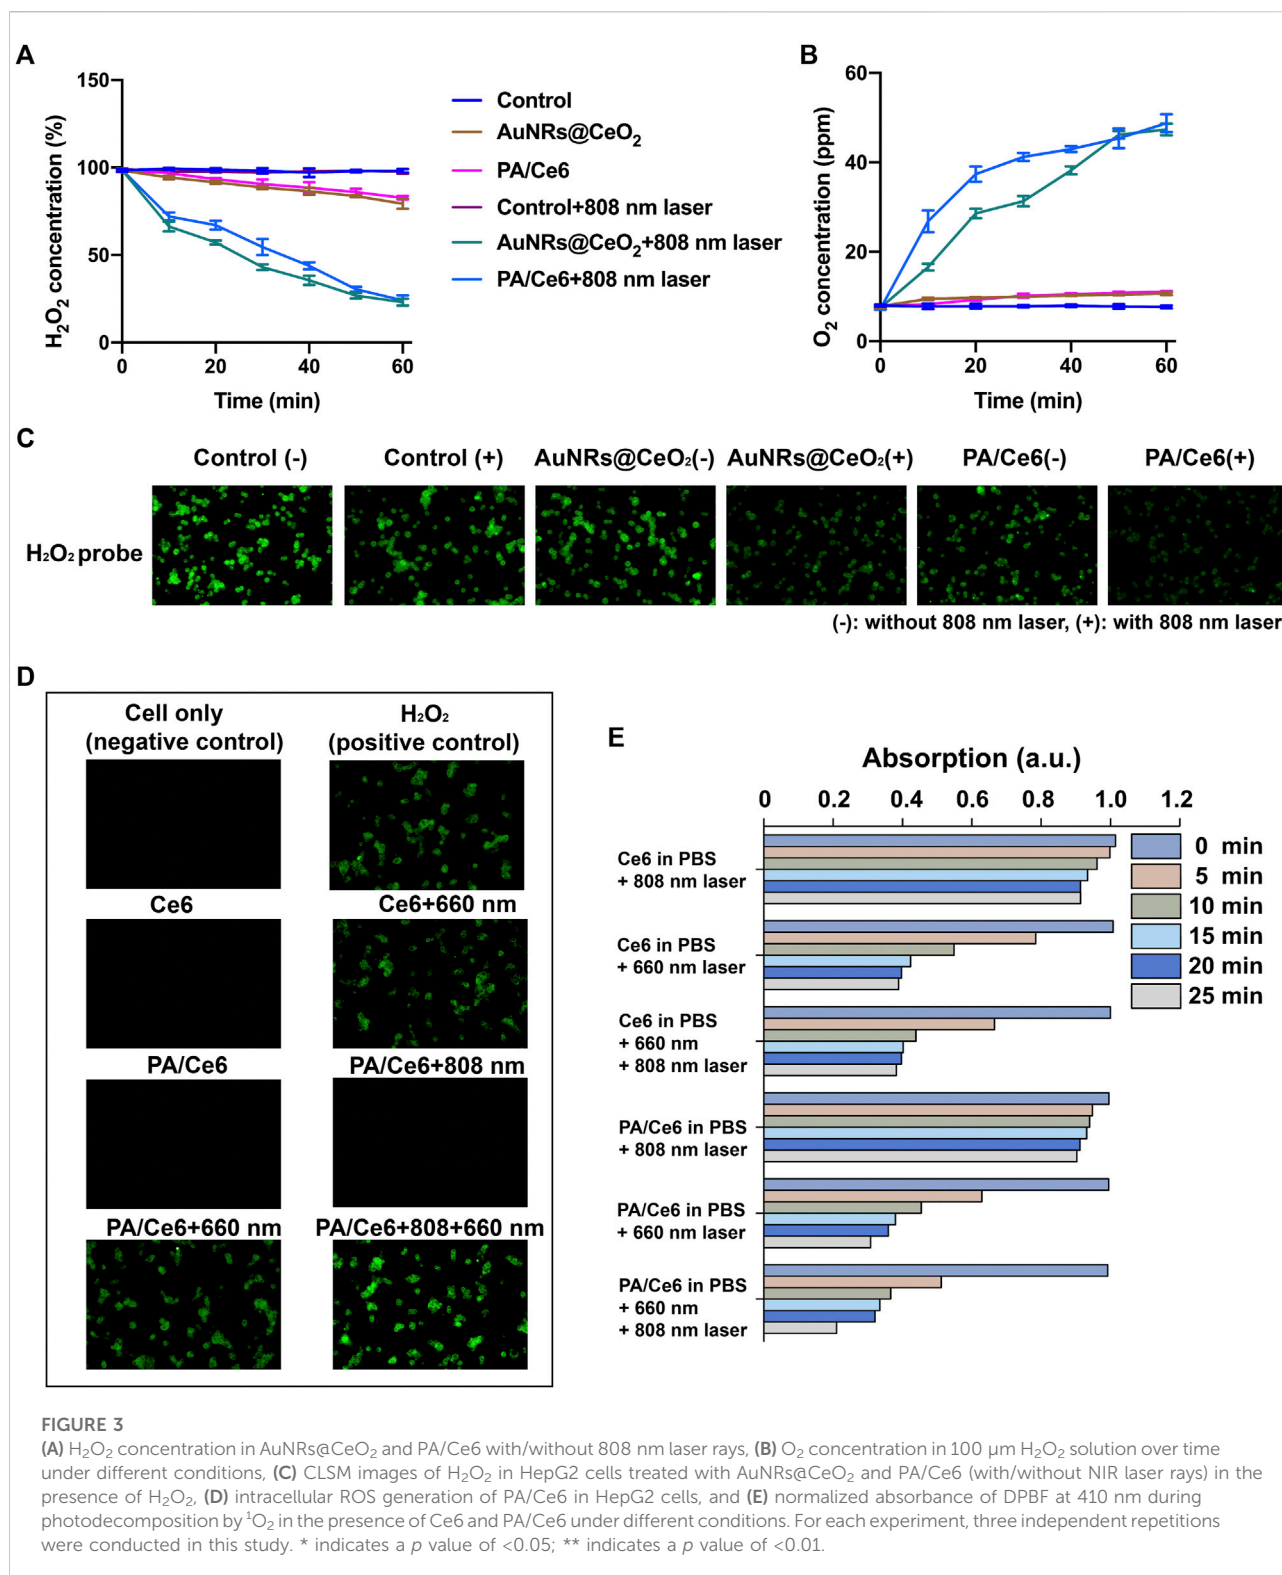 A
150
100
50
0
H₂O₂ concentration (%)
0 20 40 60
Time (min)
Control
AuNRs@CeO₂
PA/Ce6
Control+808 nm laser
AuNRs@CeO₂+808 nm laser
PA/Ce6+808 nm laser
B
60
40
20
0
O₂ concentration (ppm)
0 20 40 60
Time (min)
C
Control (-) Control (+) AuNRs@CeO₂(-) AuNRs@CeO₂(+) PA/Ce6(-) PA/Ce6(+)
H₂O₂ probe
(-): without 808 nm laser, (+): with 808 nm laser
D
Cell only
(negative control)
H₂O₂
(positive control)
Ce6 Ce6+660 nm
PA/Ce6 PA/Ce6+808 nm
PA/Ce6+660 nm PA/Ce6+808+660 nm
E
Absorption (a.u.)
0 0.2 0.4 0.6 0.8 1.0 1.2
Ce6 in PBS
+ 808 nm laser
Ce6 in PBS
+ 660 nm laser
Ce6 in PBS
+ 660 nm
+ 808 nm laser
PA/Ce6 in PBS
+ 808 nm laser
PA/Ce6 in PBS
+ 660 nm laser
PA/Ce6 in PBS
+ 660 nm
+ 808 nm laser
0 min
5 min
10 min
15 min
20 min
25 min
FIGURE 3
(A) H₂O₂ concentration in AuNRs@CeO₂ and PA/Ce6 with/without 808 nm laser rays, (B) O₂ concentration in 100 μm H₂O₂ solution over time
under different conditions, (C) CLSM images of H₂O₂ in HepG2 cells treated with AuNRs@CeO₂ and PA/Ce6 (with/without NIR laser rays) in the
presence of H₂O₂, (D) intracellular ROS generation of PA/Ce6 in HepG2 cells, and (E) normalized absorbance of DPBF at 410 nm during
photodecomposition by ¹O₂ in the presence of Ce6 and PA/Ce6 under different conditions. For each experiment, three independent repetitions
were conducted in this study. * indicates a p value of <0.05; ** indicates a p value of <0.01.